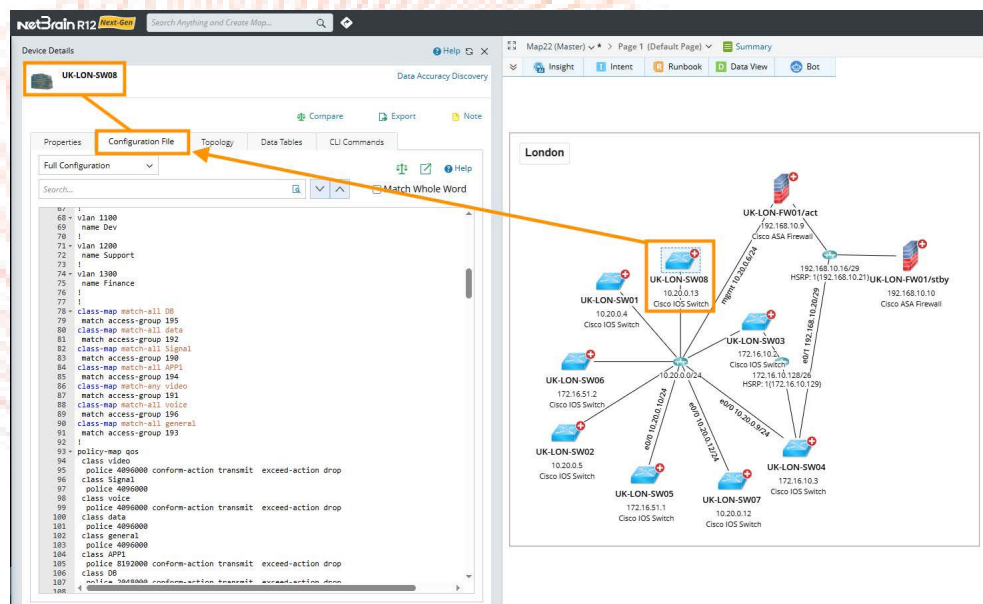 NetBrain R12 Next-Gen
Search Anything and Create Map...
Device Details
Help
UK-LON-SW08
Data Accuracy Discovery
Compare
Export
Note
Properties
Configuration File
Topology
Data Tables
CLI Commands
Full Configuration
Help
Search...
Match Whole Word
67 !
68 vlan 1100
69 name Dev
70 !
71 vlan 1200
72 name Support
73 !
74 vlan 1300
75 name Finance
76 !
77 !
78 class-map match-all DB
79 match access-group 195
80 class-map match-all data
81 match access-group 192
82 class-map match-all Signal
83 match access-group 190
84 class-map match-all APP1
85 match access-group 194
86 class-map match-any video
87 match access-group 191
88 class-map match-all voice
89 match access-group 196
90 class-map match-all general
91 match access-group 193
92 !
93 policy-map qos
94 class video
95 police 4096000 conform-action transmit exceed-action drop
96 class Signal
97 police 4096000
98 class voice
99 police 4096000 conform-action transmit exceed-action drop
100 class data
101 police 4096000
102 class general
103 police 4096000
104 class APP1
105 police 8192000 conform-action transmit exceed-action drop
106 class DB
107 police 2048000 conform-action transmit exceed-action drop
108
Map22 (Master) * > Page 1 (Default Page)
Summary
Insight
Intent
Runbook
Data View
Bot
London
UK-LON-FW01/act
192.168.10.9
Cisco ASA Firewall
192.168.10.16/29
HSRP: 1(192.168.10.21)
UK-LON-FW01/stby
192.168.10.10
Cisco ASA Firewall
mgmt 10.20.0.6/24
UK-LON-SW08
10.20.0.13
Cisco IOS Switch
UK-LON-SW01
10.20.0.4
Cisco IOS Switch
e0/1 192.168.10.20/29
UK-LON-SW03
172.16.10.2
Cisco IOS Switch
172.16.10.128/26
HSRP: 1(172.16.10.129)
10.20.0.0/24
UK-LON-SW06
172.16.51.2
Cisco IOS Switch
e0/0 10.20.0.10/24
e0/0 10.20.0.12/24
e0/0 10.20.0.9/24
UK-LON-SW02
10.20.0.5
Cisco IOS Switch
UK-LON-SW04
172.16.10.3
Cisco IOS Switch
UK-LON-SW05
172.16.51.1
Cisco IOS Switch
UK-LON-SW07
10.20.0.12
Cisco IOS Switch